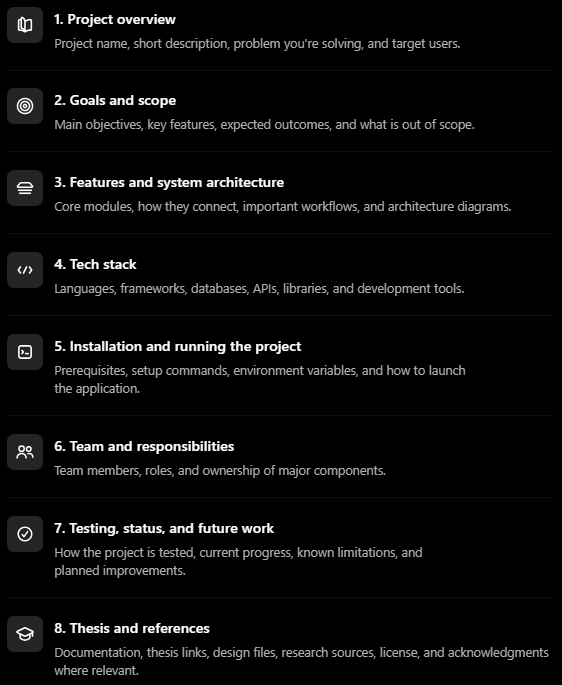 1. Project overview
Project name, short description, problem you're solving, and target users.
2. Goals and scope
Main objectives, key features, expected outcomes, and what is out of scope.
3. Features and system architecture
Core modules, how they connect, important workflows, and architecture diagrams.
4. Tech stack
Languages, frameworks, databases, APIs, libraries, and development tools.
5. Installation and running the project
Prerequisites, setup commands, environment variables, and how to launch
the application.
6. Team and responsibilities
Team members, roles, and ownership of major components.
7. Testing, status, and future work
How the project is tested, current progress, known limitations, and
planned improvements.
8. Thesis and references
Documentation, thesis links, design files, research sources, license, and acknowledgments
where relevant.